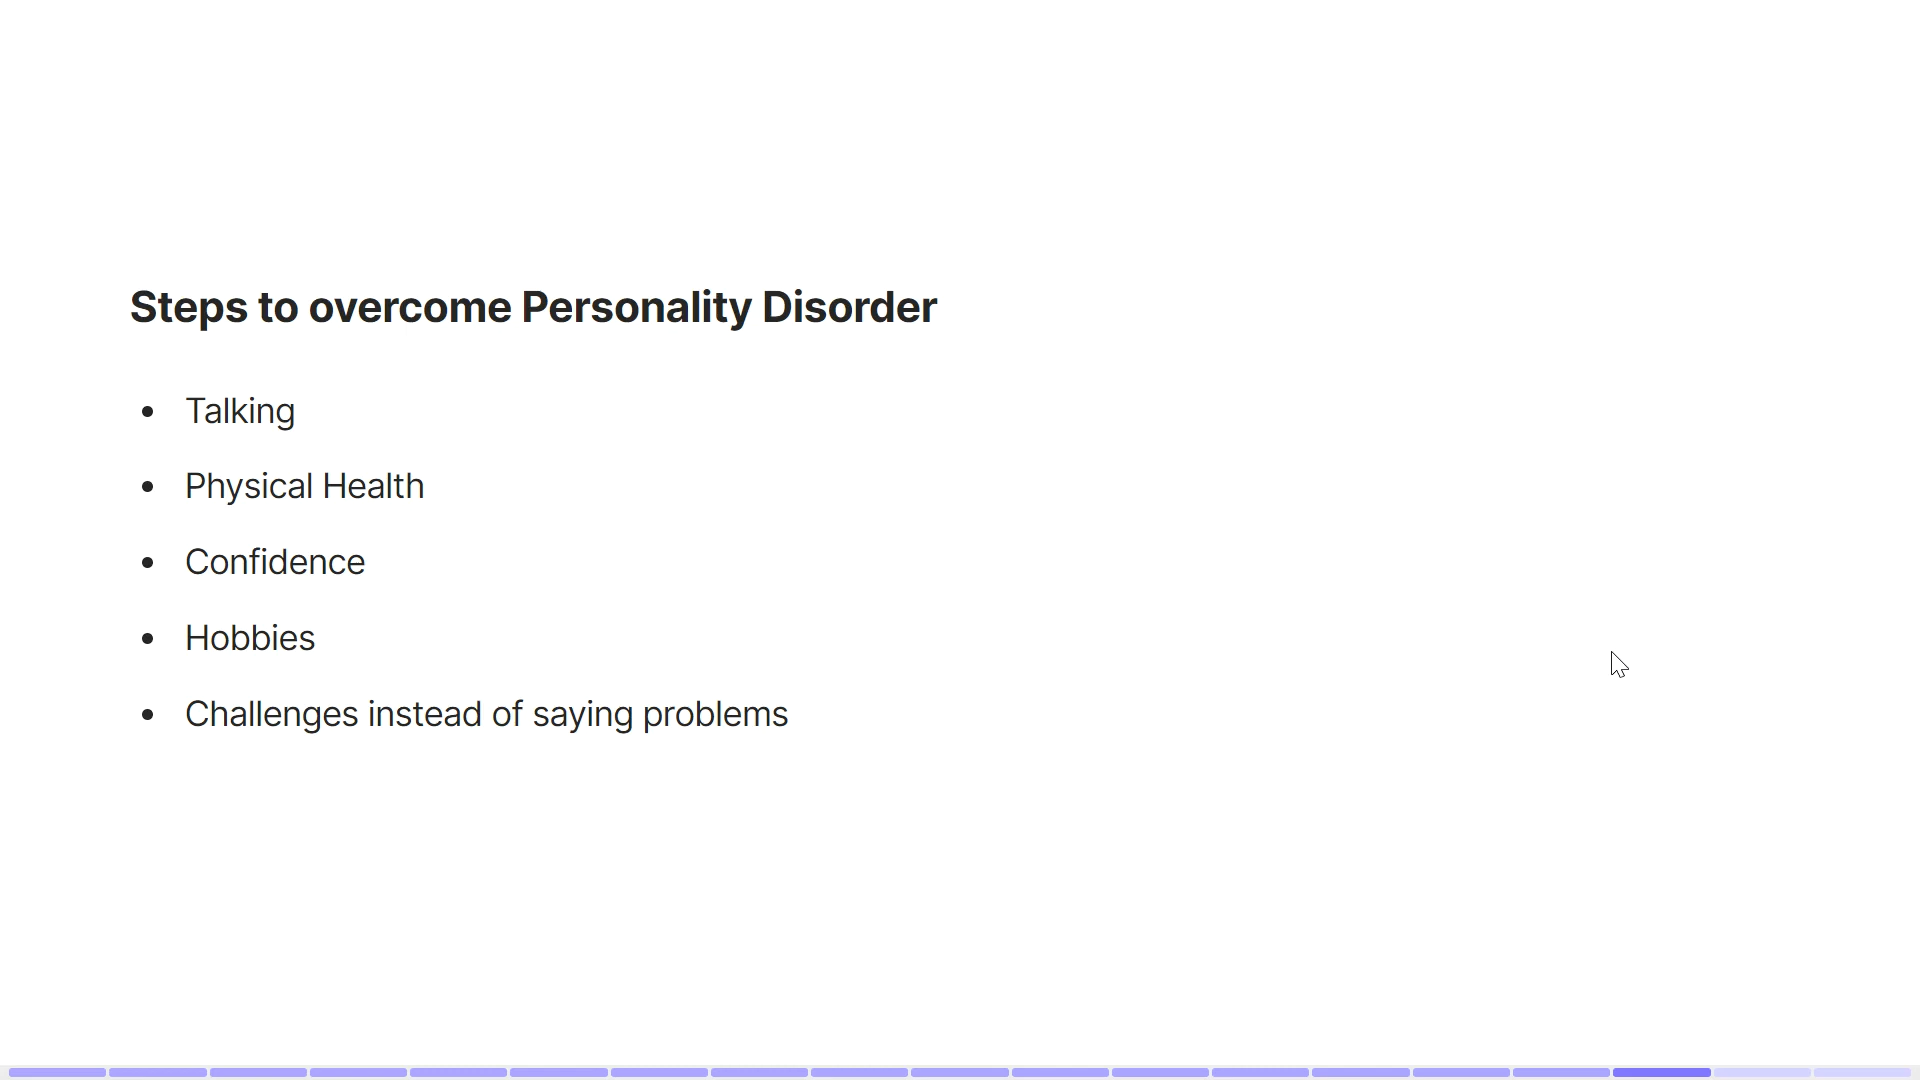 Steps to overcome Personality Disorder
• Talking
• Physical Health
• Confidence
• Hobbies
• Challenges instead of saying problems